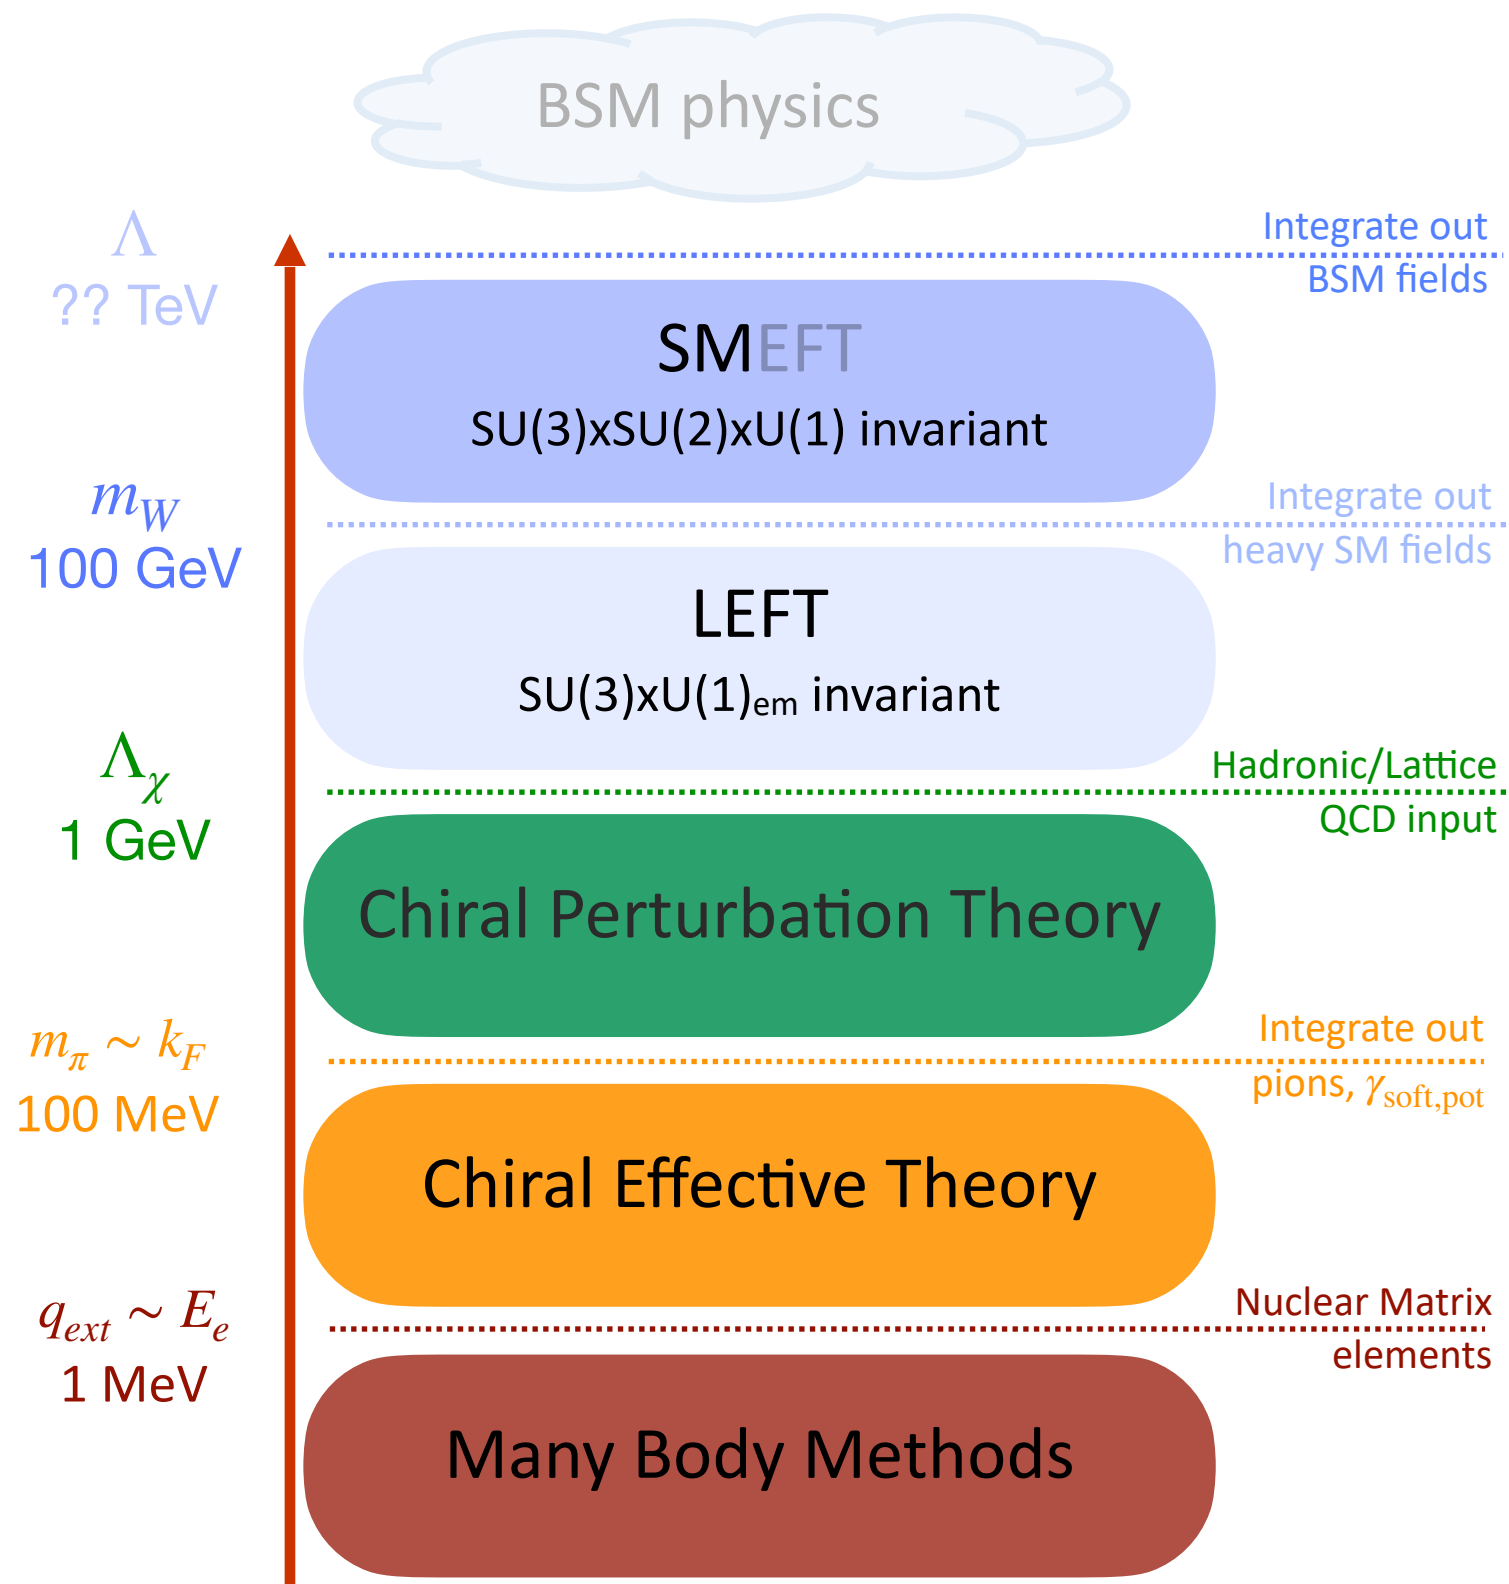 BSM physics
Λ
?? TeV
Integrate out
BSM fields
SMEFT
SU(3)xSU(2)xU(1) invariant
m_W
100 GeV
Integrate out
heavy SM fields
LEFT
SU(3)xU(1)em invariant
Λ_χ
1 GeV
Hadronic/Lattice
QCD input
Chiral Perturbation Theory
m_π ~ k_F
100 MeV
Integrate out
pions, γ_soft,pot
Chiral Effective Theory
q_ext ~ E_e
1 MeV
Nuclear Matrix
elements
Many Body Methods